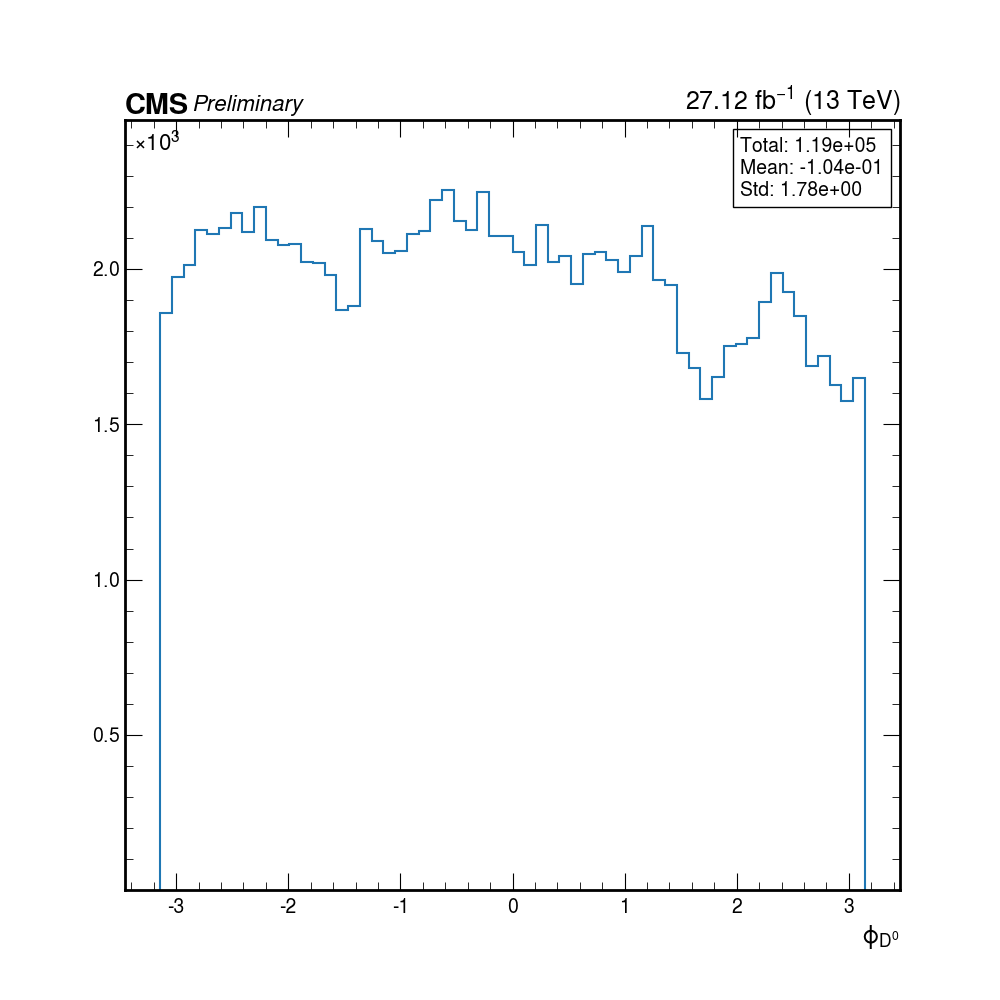 CMS Preliminary 27.12 fb⁻¹ (13 TeV)
×10³
Total: 1.19e+05
Mean: -1.04e-01
Std: 1.78e+00
2.0
1.5
1.0
0.5
-3 -2 -1 0 1 2 3
ϕ_D⁰